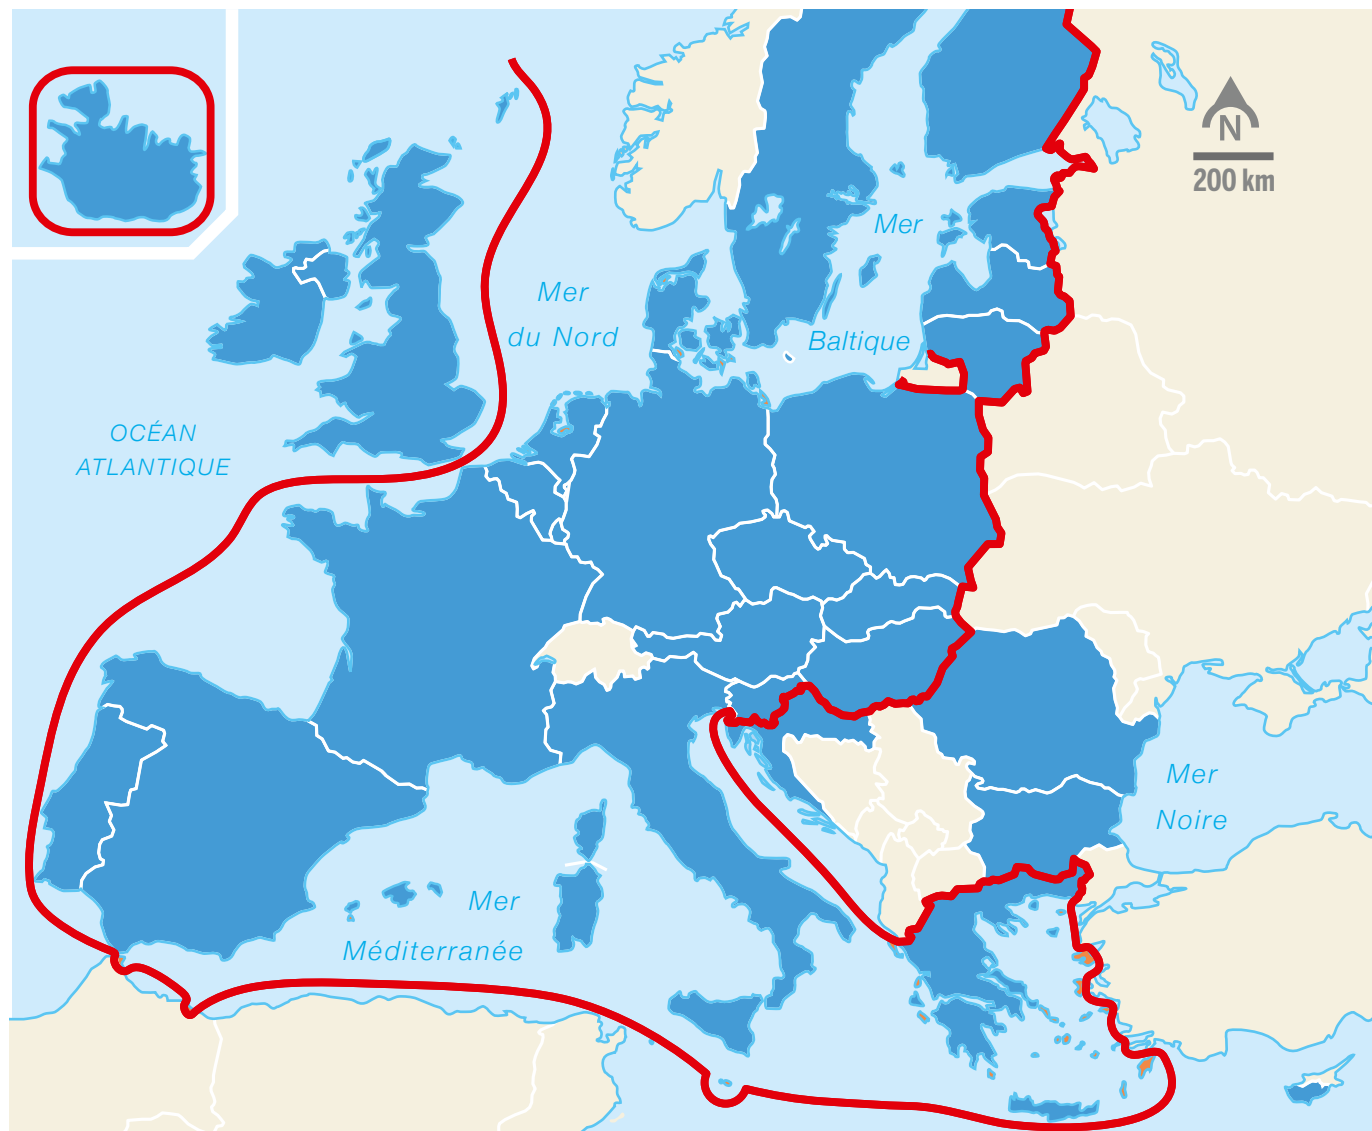 N
200 km
Mer
Baltique
Mer
du Nord
OCÉAN
ATLANTIQUE
Mer
Noire
Mer
Méditerranée